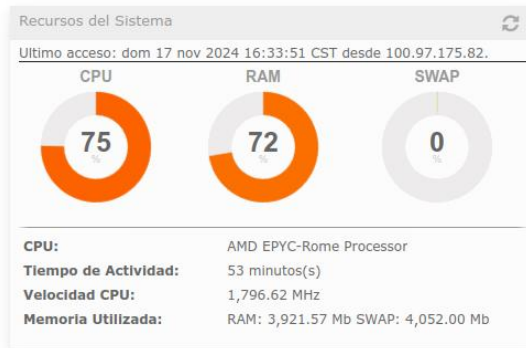 Recursos del Sistema
Ultimo acceso: dom 17 nov 2024 16:33:51 CST desde 100.97.175.82.
CPU RAM SWAP
75 72 0
% % %
CPU: AMD EPYC-Rome Processor
Tiempo de Actividad: 53 minutos(s)
Velocidad CPU: 1,796.62 MHz
Memoria Utilizada: RAM: 3,921.57 Mb SWAP: 4,052.00 Mb